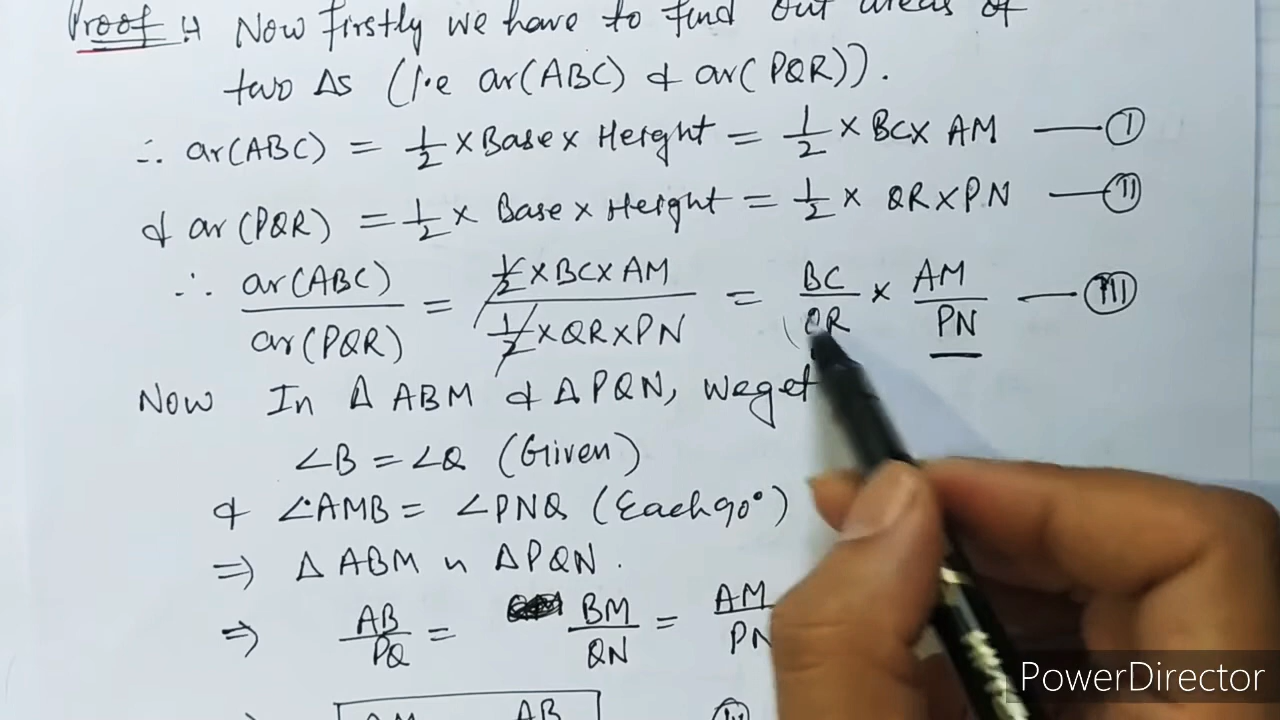 Proof :- Now firstly we have to find out areas of
two Δs (i.e ar(ABC) & ar(PQR)).
∴ ar(ABC) = 1/2 × Base × Height = 1/2 × BC × AM — (I)
& ar(PQR) = 1/2 × Base × Height = 1/2 × QR × PN — (II)
∴ ar(ABC)/ar(PQR) = (1/2 × BC × AM)/(1/2 × QR × PN) = BC/QR × AM/PN — (III)
Now In Δ ABM & Δ PQN, we get
∠B = ∠Q (Given)
& ∠AMB = ∠PNQ (Each 90°)
⇒ Δ ABM ~ Δ PQN.
⇒ AB/PQ = BM/QN = AM/PN
AM AB (iv)
PowerDirector